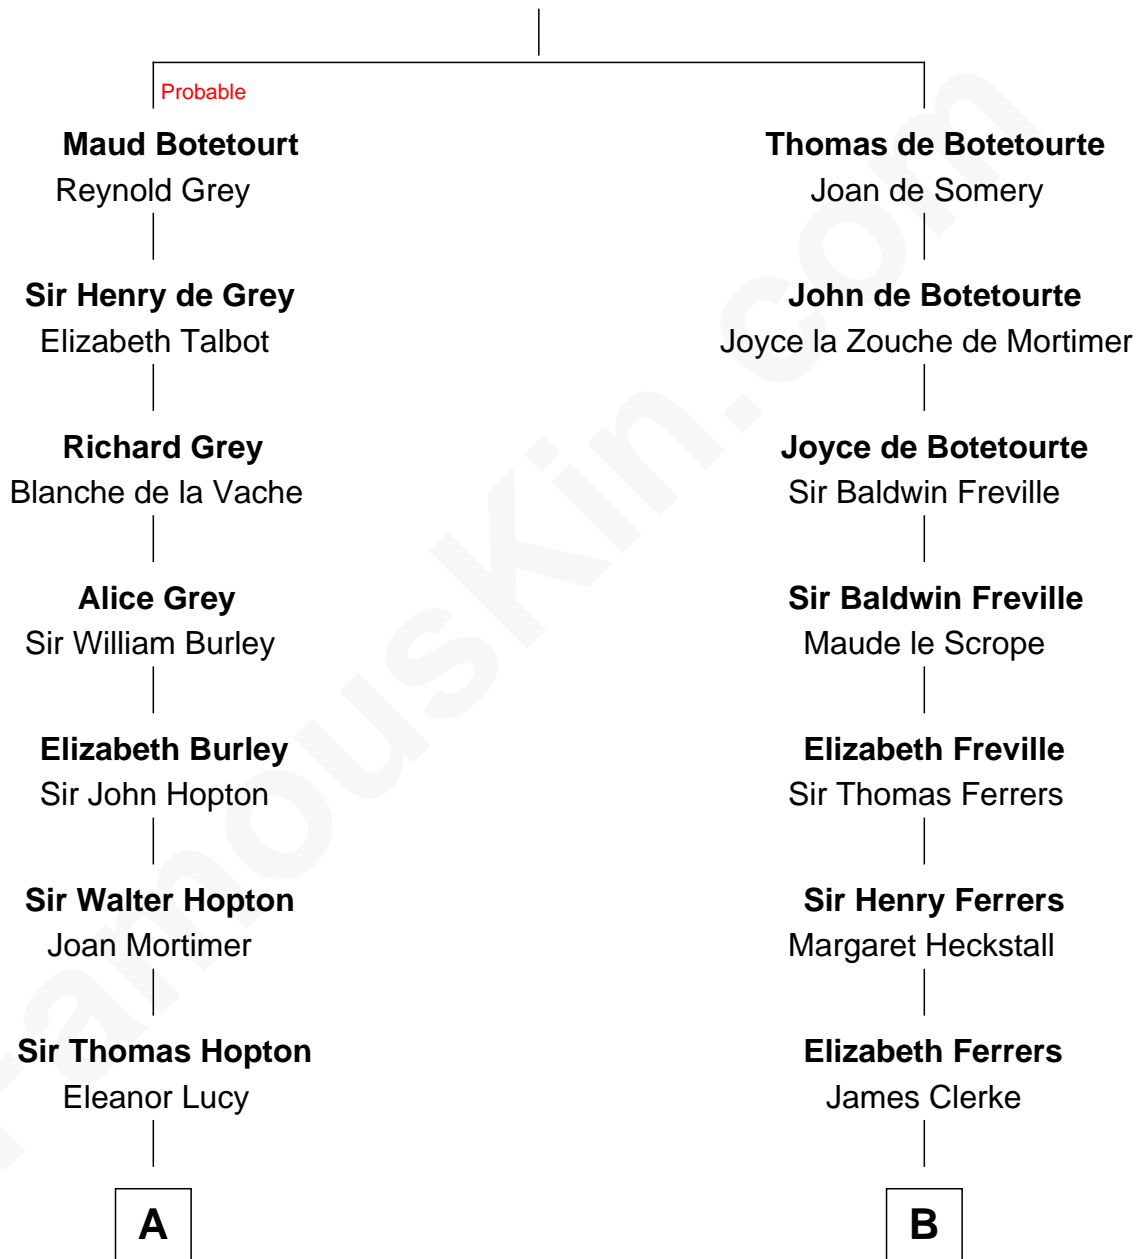 Probable
Maud Botetourt
Reynold Grey
Sir Henry de Grey
Elizabeth Talbot
Richard Grey
Blanche de la Vache
Alice Grey
Sir William Burley
Elizabeth Burley
Sir John Hopton
Sir Walter Hopton
Joan Mortimer
Sir Thomas Hopton
Eleanor Lucy
A
Thomas de Botetourte
Joan de Somery
John de Botetourte
Joyce la Zouche de Mortimer
Joyce de Botetourte
Sir Baldwin Freville
Sir Baldwin Freville
Maude le Scrope
Elizabeth Freville
Sir Thomas Ferrers
Sir Henry Ferrers
Margaret Heckstall
Elizabeth Ferrers
James Clerke
B
FamousKin.com